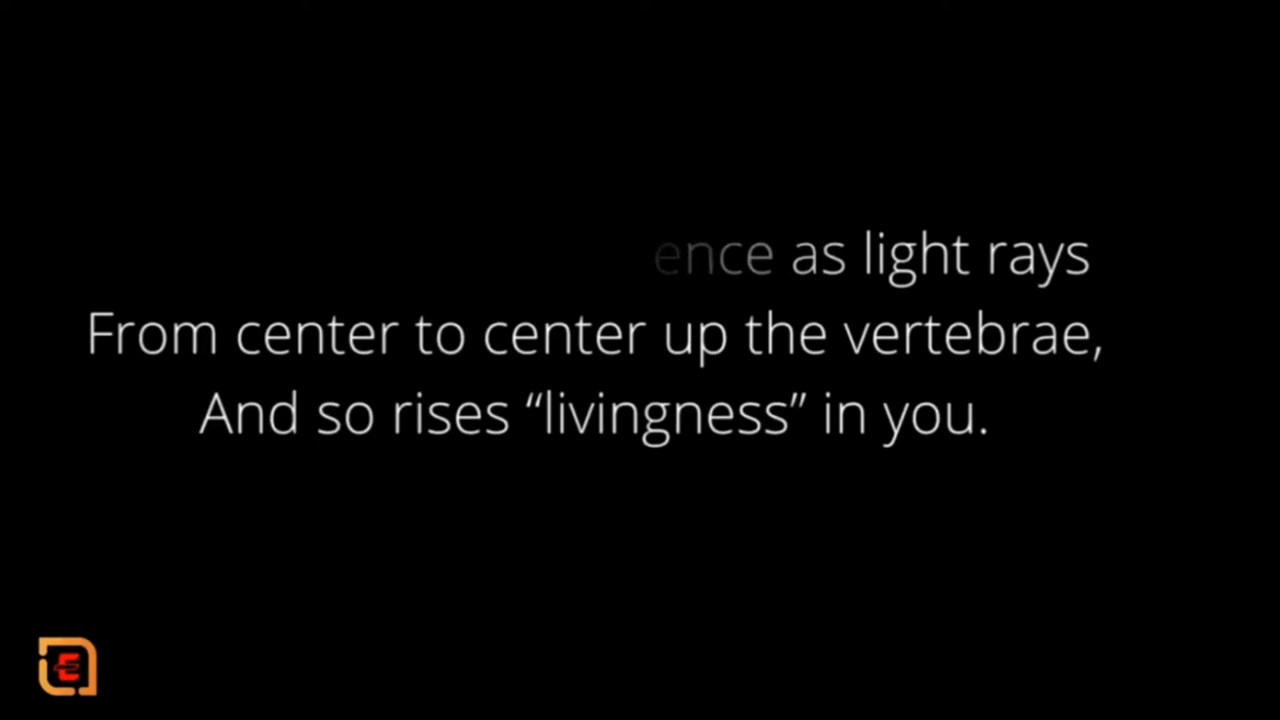 ence as light rays
From center to center up the vertebrae,
And so rises “livingness” in you.
E